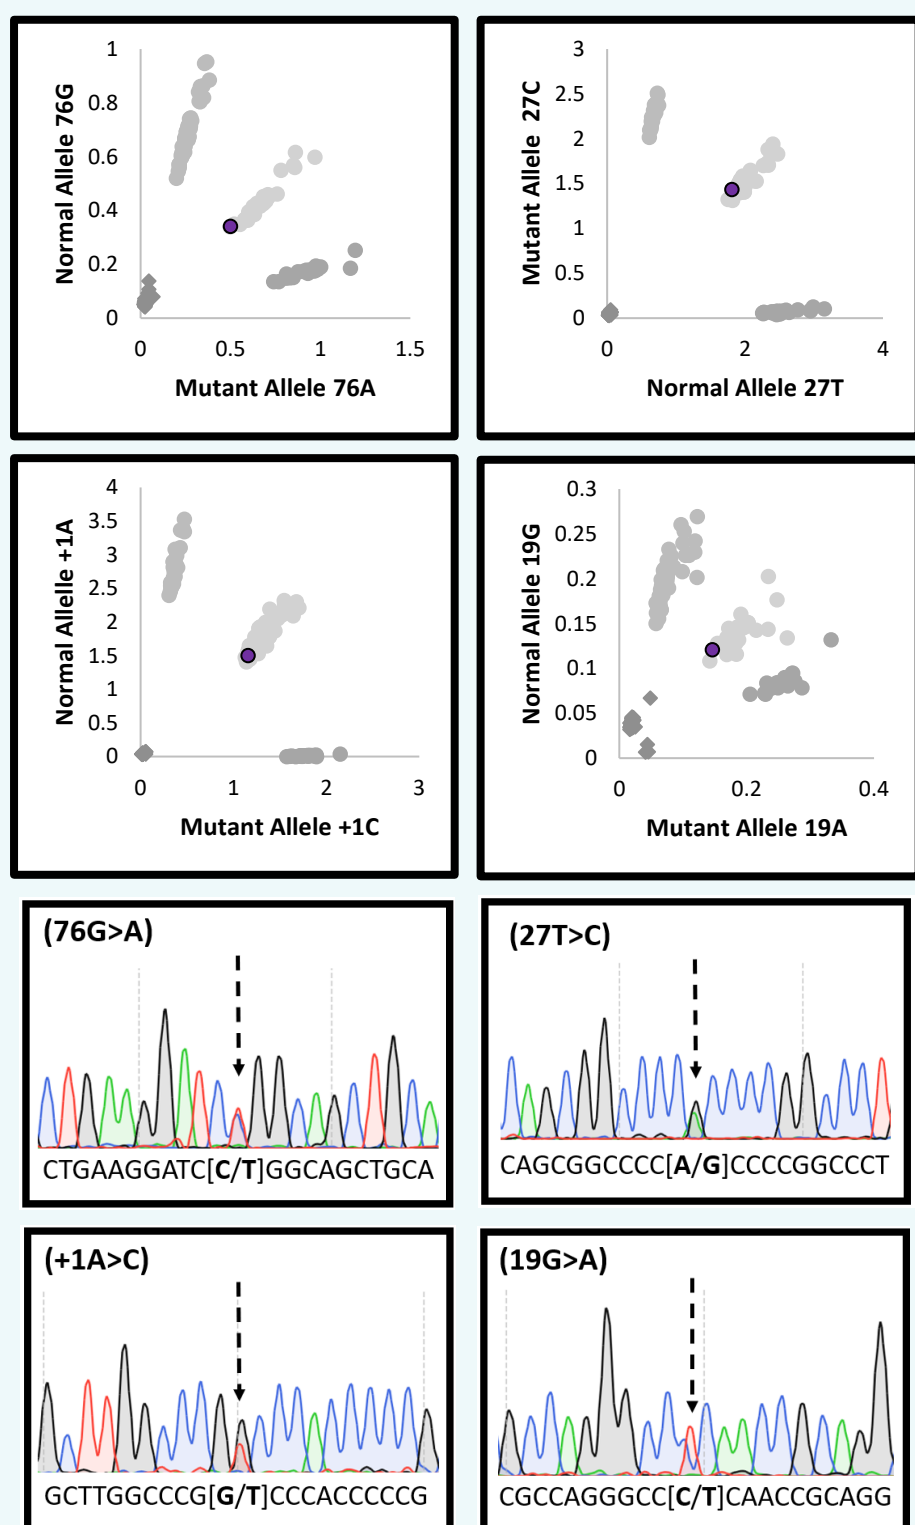 Normal Allele 76G
1
0.8
0.6
0.4
0.2
0
0 0.5 1 1.5
Mutant Allele 76A
Mutant Allele 27C
3
2.5
2
1.5
1
0.5
0
0 2 4
Normal Allele 27T
Normal Allelle +1A
4
3.5
3
2.5
2
1.5
1
0.5
0
0 1 2 3
Mutant Allele +1C
Normal Allele 19G
0.3
0.25
0.2
0.15
0.1
0.05
0
0 0.2 0.4
Mutant Allele 19A
(76G>A)
CTGAAGGATC[C/T]GGCAGCTGCA
(27T>C)
CAGCGGCCCC[A/G]CCCCGGCCCT
(+1A>C)
GCTTGGCCCG[G/T]CCCACCCCCG
(19G>A)
CGCCAGGGCC[C/T]CAACCGCAGG